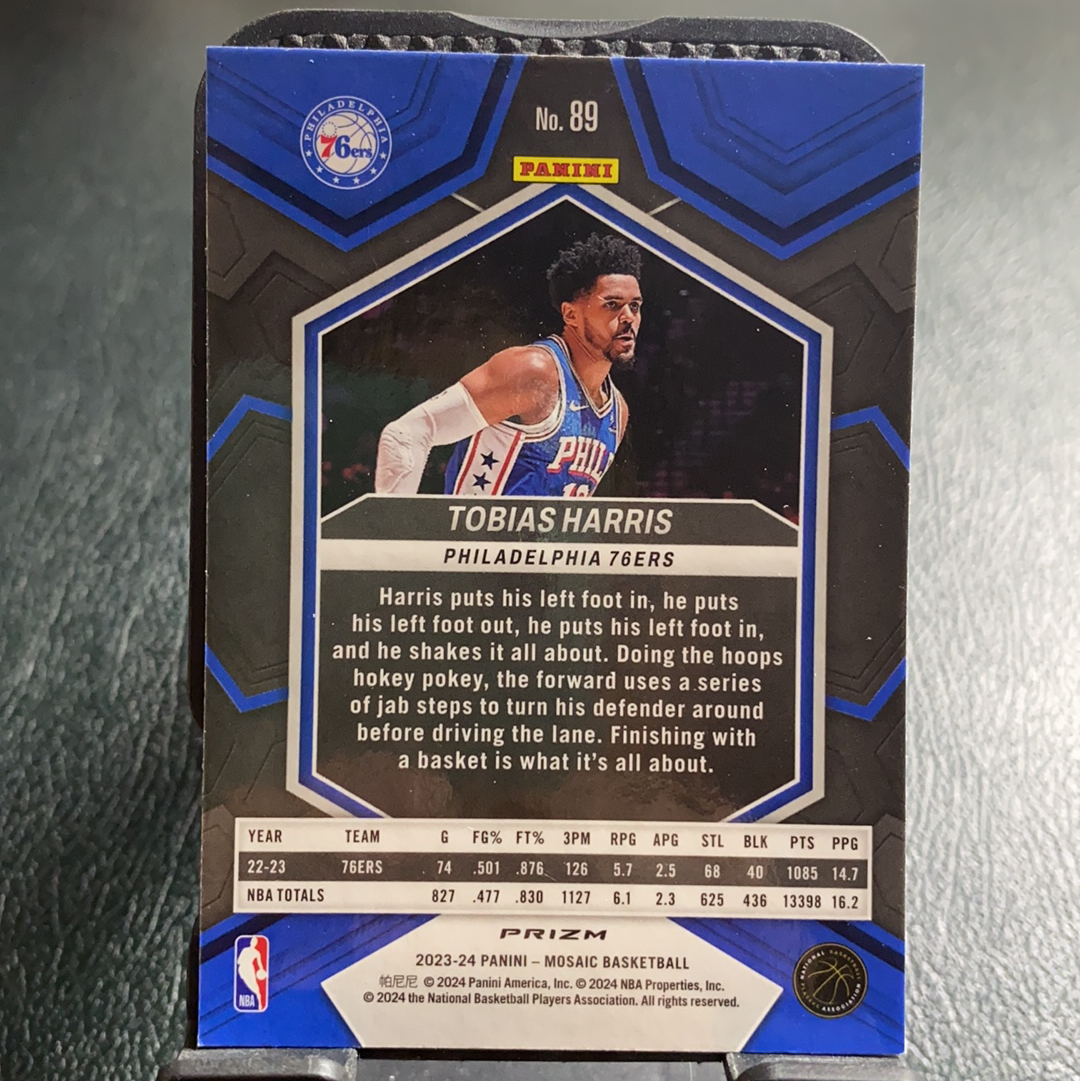 PHILADELPHIA
76ers
No. 89
PANINI
PHIL
TOBIAS HARRIS
PHILADELPHIA 76ERS
Harris puts his left foot in, he puts
his left foot out, he puts his left foot in,
and he shakes it all about. Doing the hoops
hokey pokey, the forward uses a series
of jab steps to turn his defender around
before driving the lane. Finishing with
a basket is what it's all about.
YEAR TEAM G FG% FT% 3PM RPG APG STL BLK PTS PPG
22-23 76ERS 74 .501 .876 126 5.7 2.5 68 40 1085 14.7
NBA TOTALS 827 .477 .830 1127 6.1 2.3 625 436 13398 16.2
PRIZM
2023-24 PANINI – MOSAIC BASKETBALL
帕尼尼 © 2024 Panini America, Inc. © 2024 NBA Properties, Inc.
© 2024 the National Basketball Players Association. All rights reserved.
NBA
NATIONAL BASKETBALL
PLAYERS ASSOCIATION